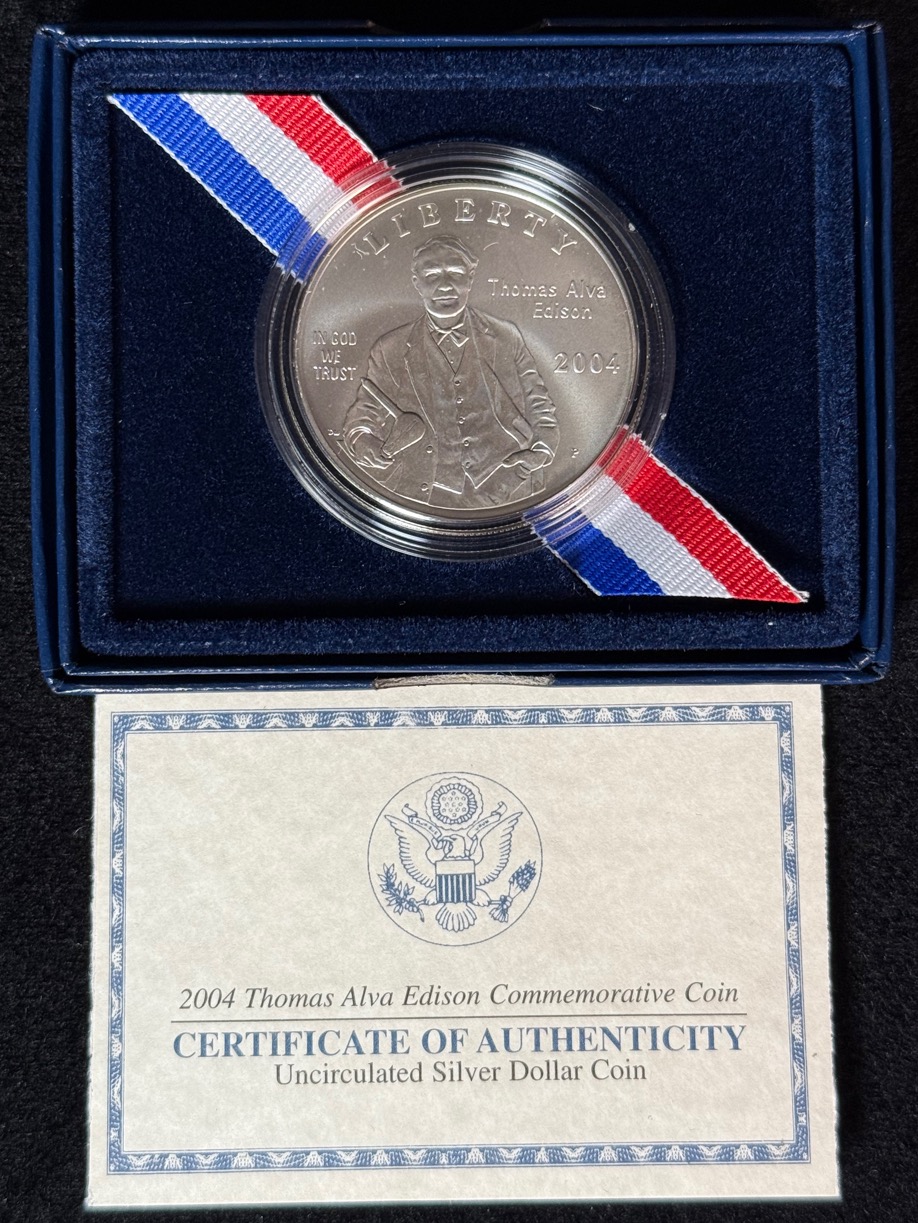 LIBERTY
Thomas Alva
Edison
IN GOD
WE
TRUST
2004
P
2004 Thomas Alva Edison Commemorative Coin
CERTIFICATE OF AUTHENTICITY
Uncirculated Silver Dollar Coin